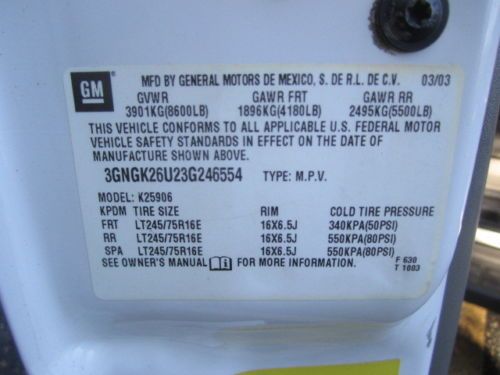 GM
MFD BY GENERAL MOTORS DE MEXICO, S. DE R.L. DE C.V. 03/03
GVWR GAWR FRT GAWR RR
3901KG(8600LB) 1896KG(4180LB) 2495KG(5500LB)
THIS VEHICLE CONFORMS TO ALL APPLICABLE U.S. FEDERAL MOTOR
VEHICLE SAFETY STANDARDS IN EFFECT ON THE DATE OF
MANUFACTURE SHOWN ABOVE.
3GNGK26U23G246554 TYPE: M.P.V.
MODEL: K25906
KPDM TIRE SIZE RIM COLD TIRE PRESSURE
FRT LT245/75R16E 16X6.5J 340KPA(50PSI)
RR LT245/75R16E 16X6.5J 550KPA(80PSI)
SPA LT245/75R16E 16X6.5J 550KPA(80PSI)
SEE OWNER'S MANUAL FOR MORE INFORMATION.
F 630
T 1003